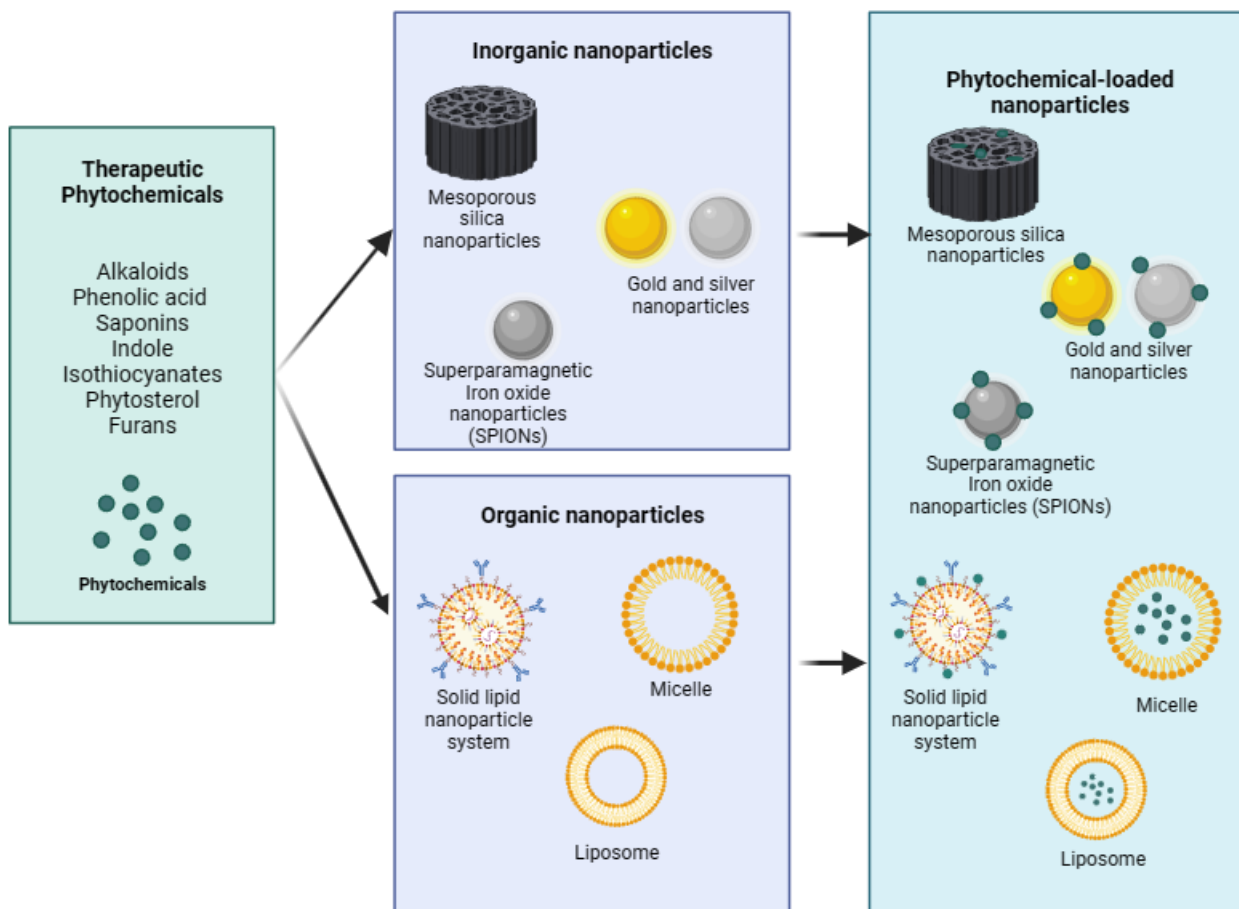 Therapeutic
Phytochemicals
Alkaloids
Phenolic acid
Saponins
Indole
Isothiocyanates
Phytosterol
Furans
Phytochemicals
Inorganic nanoparticles
Mesoporous
silica
nanoparticles
Gold and silver
nanoparticles
Superparamagnetic
Iron oxide
nanoparticles
(SPIONs)
Organic nanoparticles
Solid lipid
nanoparticle
system
Micelle
Liposome
Phytochemical-loaded
nanoparticles
Mesoporous silica
nanoparticles
Gold and silver
nanoparticles
Superparamagnetic
Iron oxide
nanoparticles (SPIONs)
Solid lipid
nanoparticle
system
Micelle
Liposome